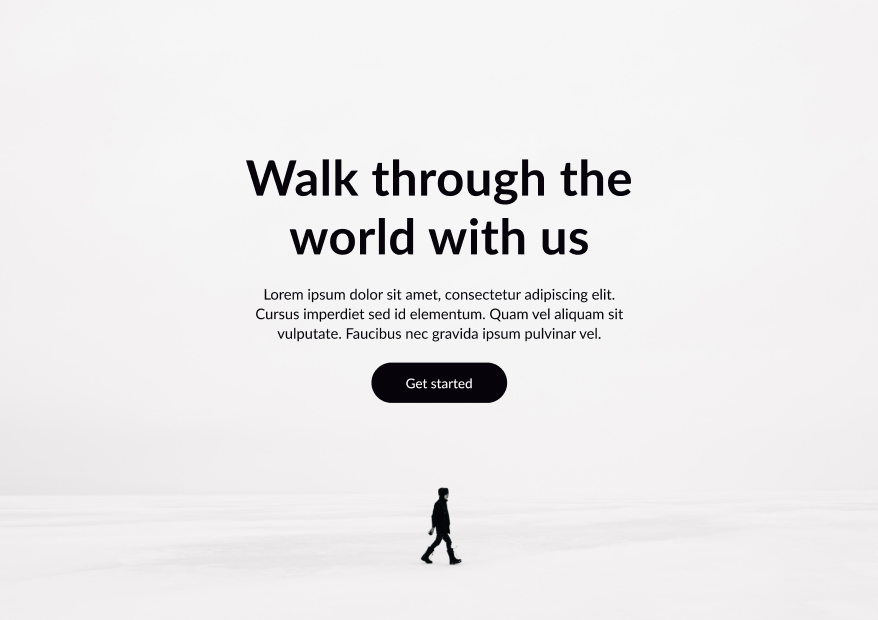 Walk through the
world with us
Lorem ipsum dolor sit amet, consectetur adipiscing elit.
Cursus imperdiet sed id elementum. Quam vel aliquam sit
vulputate. Faucibus nec gravida ipsum pulvinar vel.
Get started